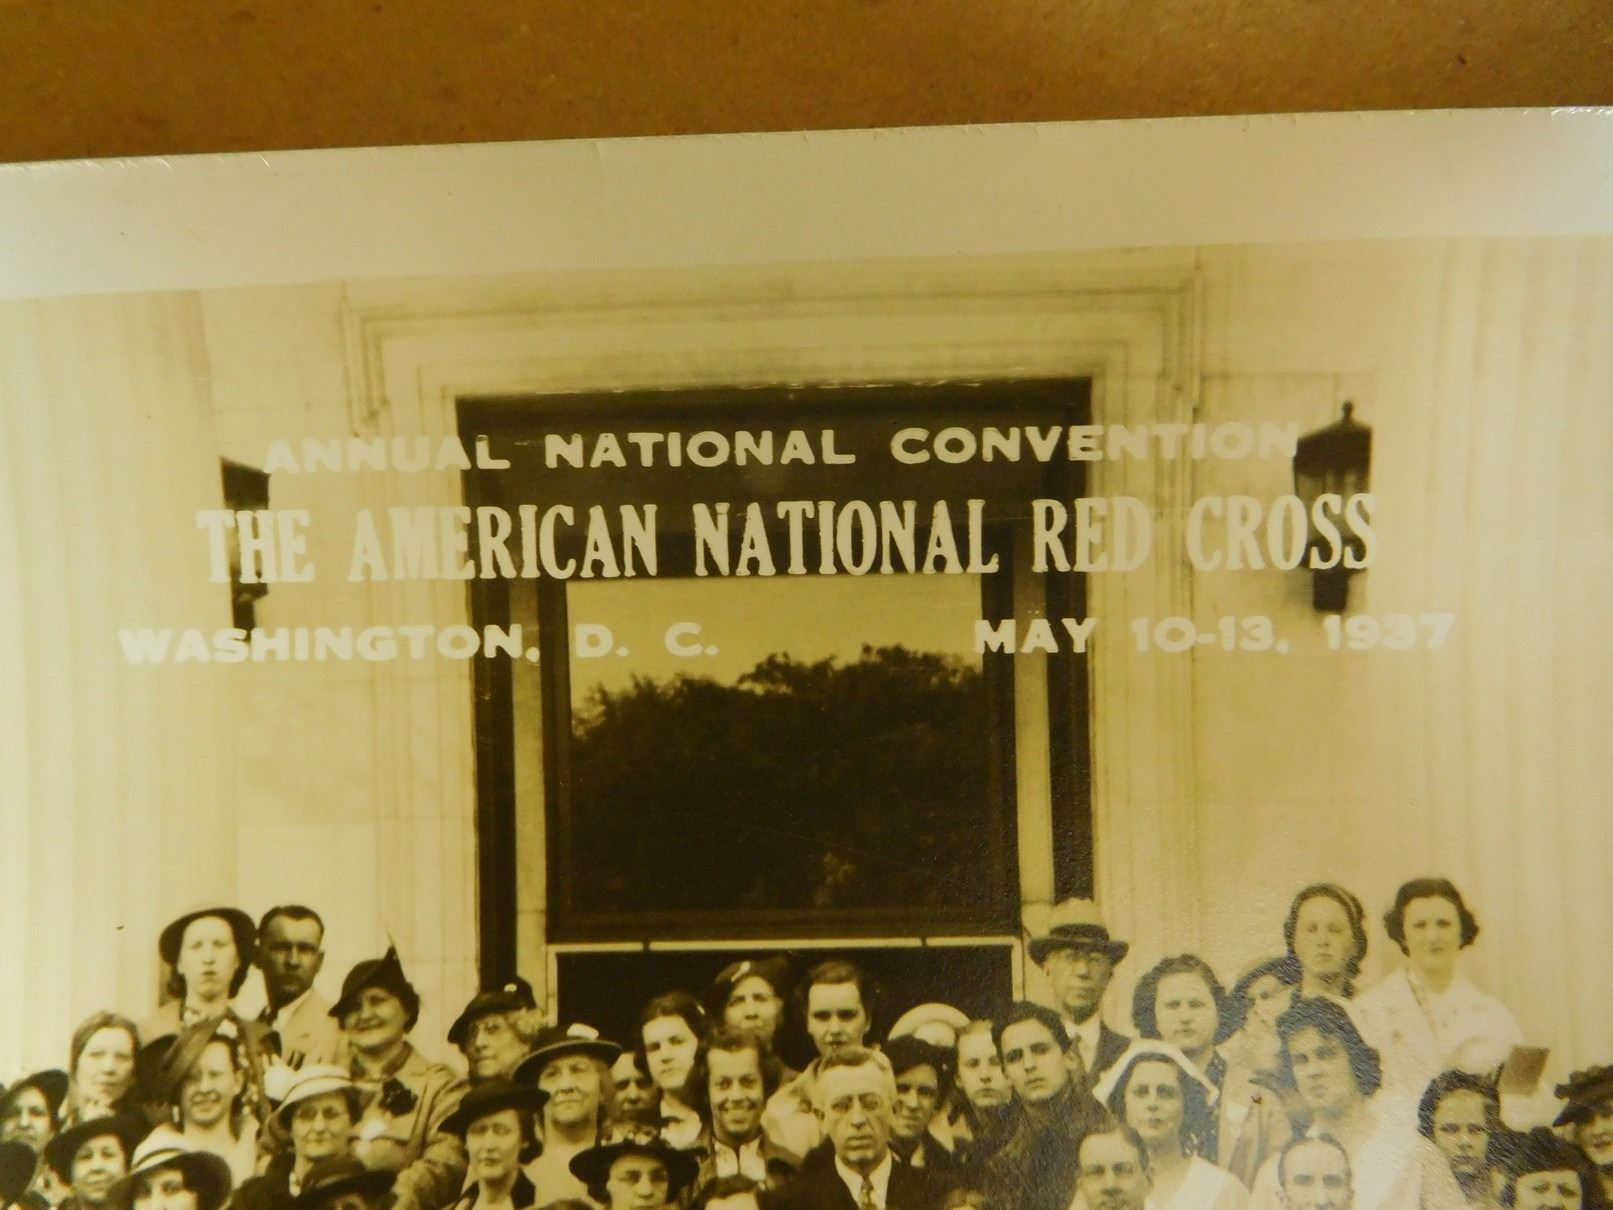 ANNUAL NATIONAL CONVENTION
THE AMERICAN NATIONAL RED CROSS
WASHINGTON, D. C. MAY 10-13, 1937